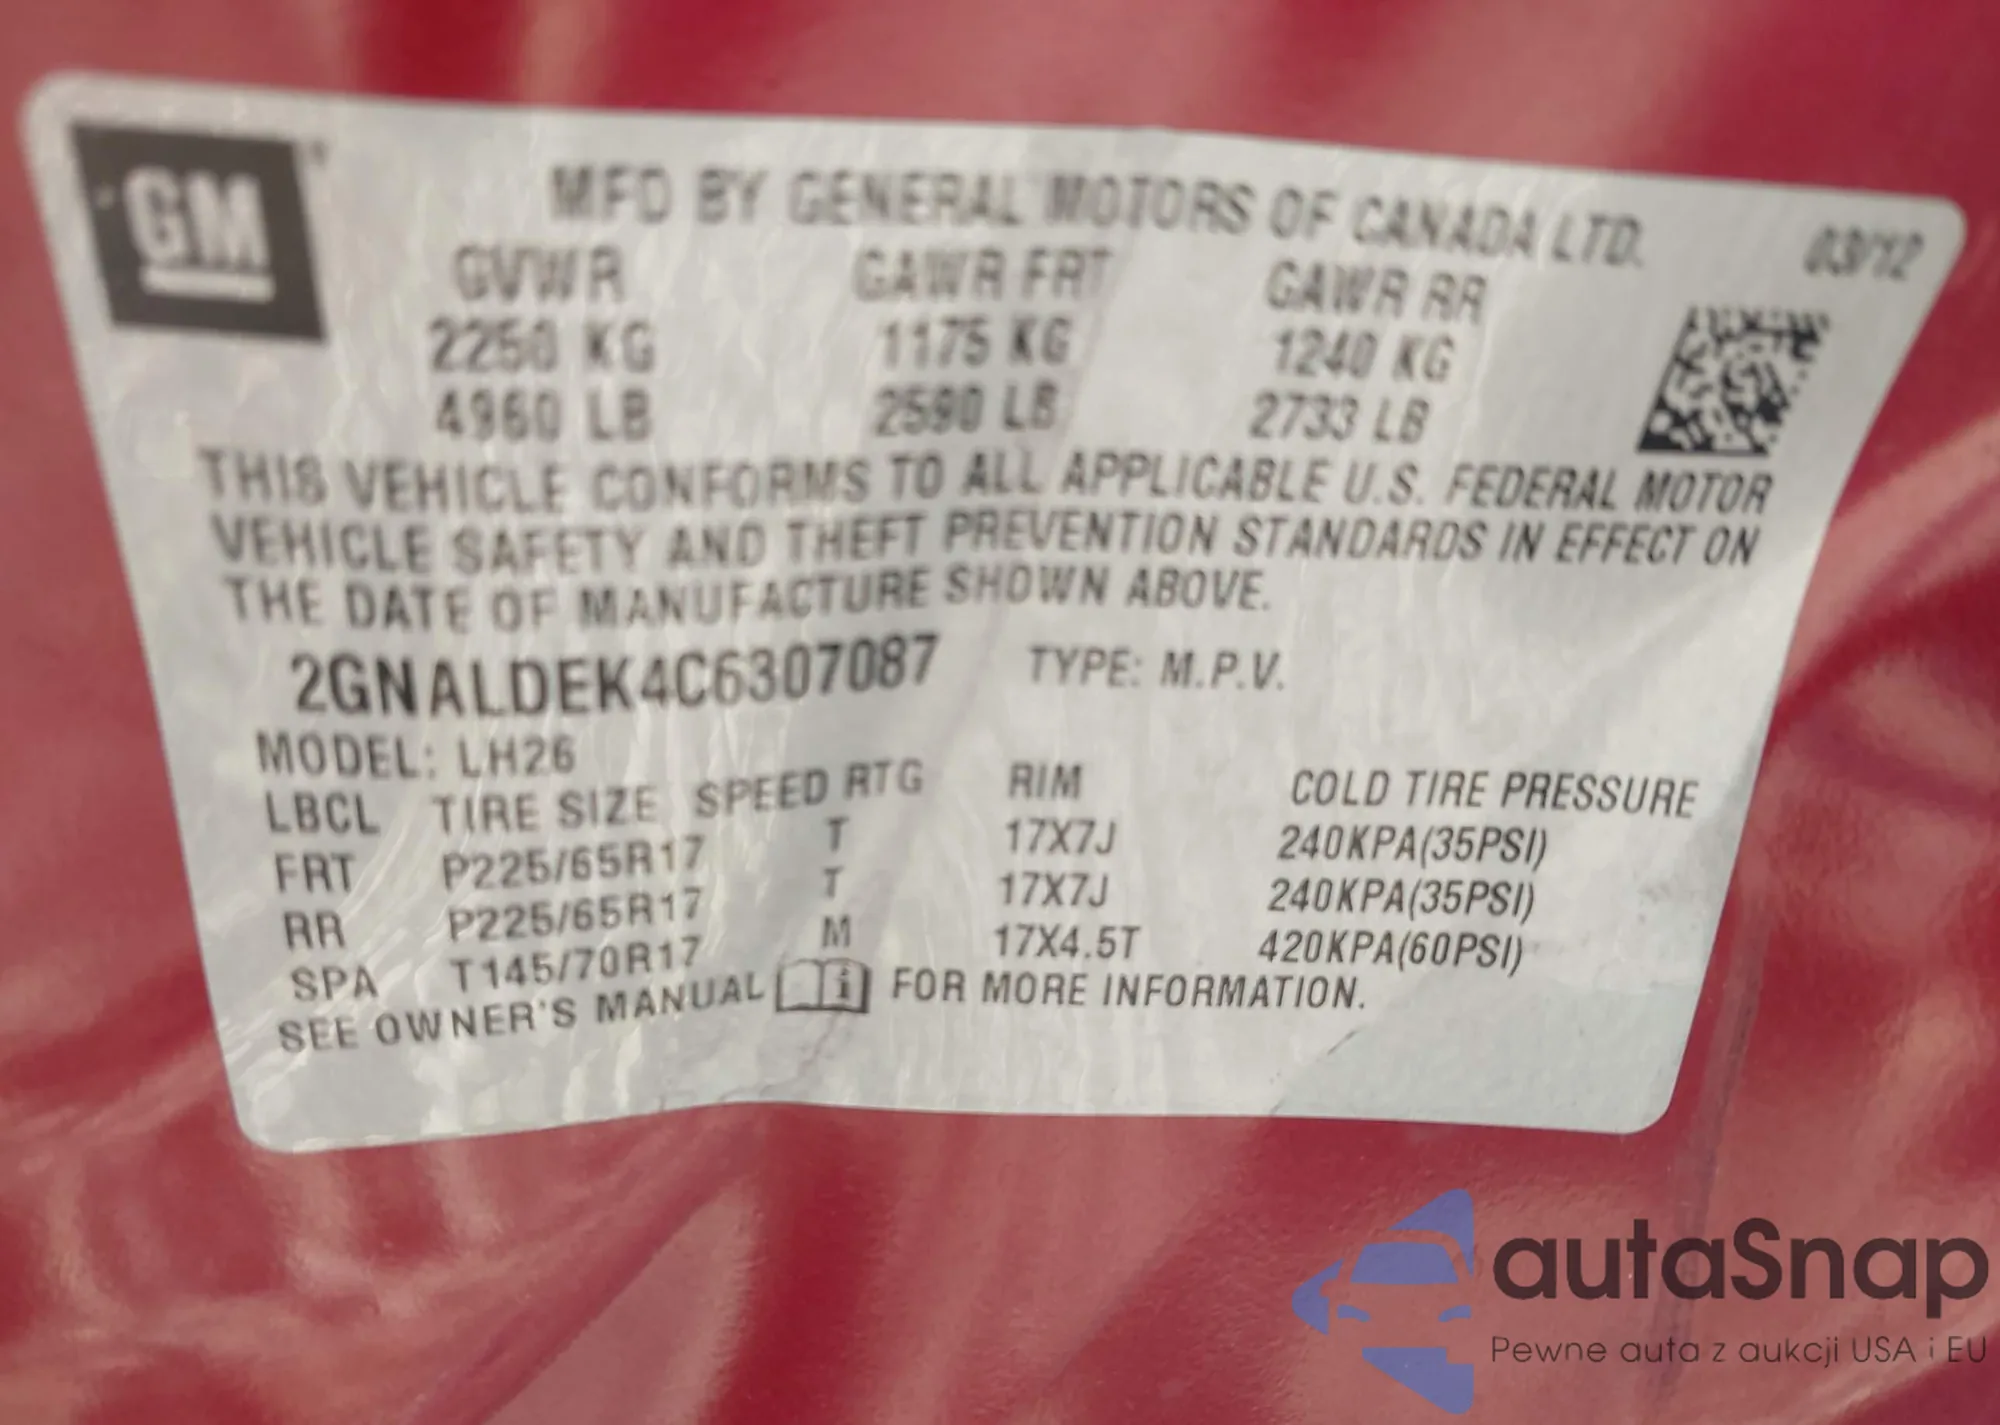 GM
MFD BY GENERAL MOTORS OF CANADA LTD.
03/12
GVWR GAWR FRT GAWR RR
2250 KG 1175 KG 1240 KG
4960 LB 2590 LB 2733 LB
THIS VEHICLE CONFORMS TO ALL APPLICABLE U.S. FEDERAL MOTOR
VEHICLE SAFETY AND THEFT PREVENTION STANDARDS IN EFFECT ON
THE DATE OF MANUFACTURE SHOWN ABOVE.
2GNALDEK4C6307087 TYPE: M.P.V.
MODEL: LH26
LBCL TIRE SIZE SPEED RTG RIM COLD TIRE PRESSURE
FRT P225/65R17 T 17X7J 240KPA(35PSI)
RR P225/65R17 T 17X7J 240KPA(35PSI)
SPA T145/70R17 M 17X4.5T 420KPA(60PSI)
SEE OWNER'S MANUAL i FOR MORE INFORMATION.
autaSnap
Pewne auta z aukcji USA i EU